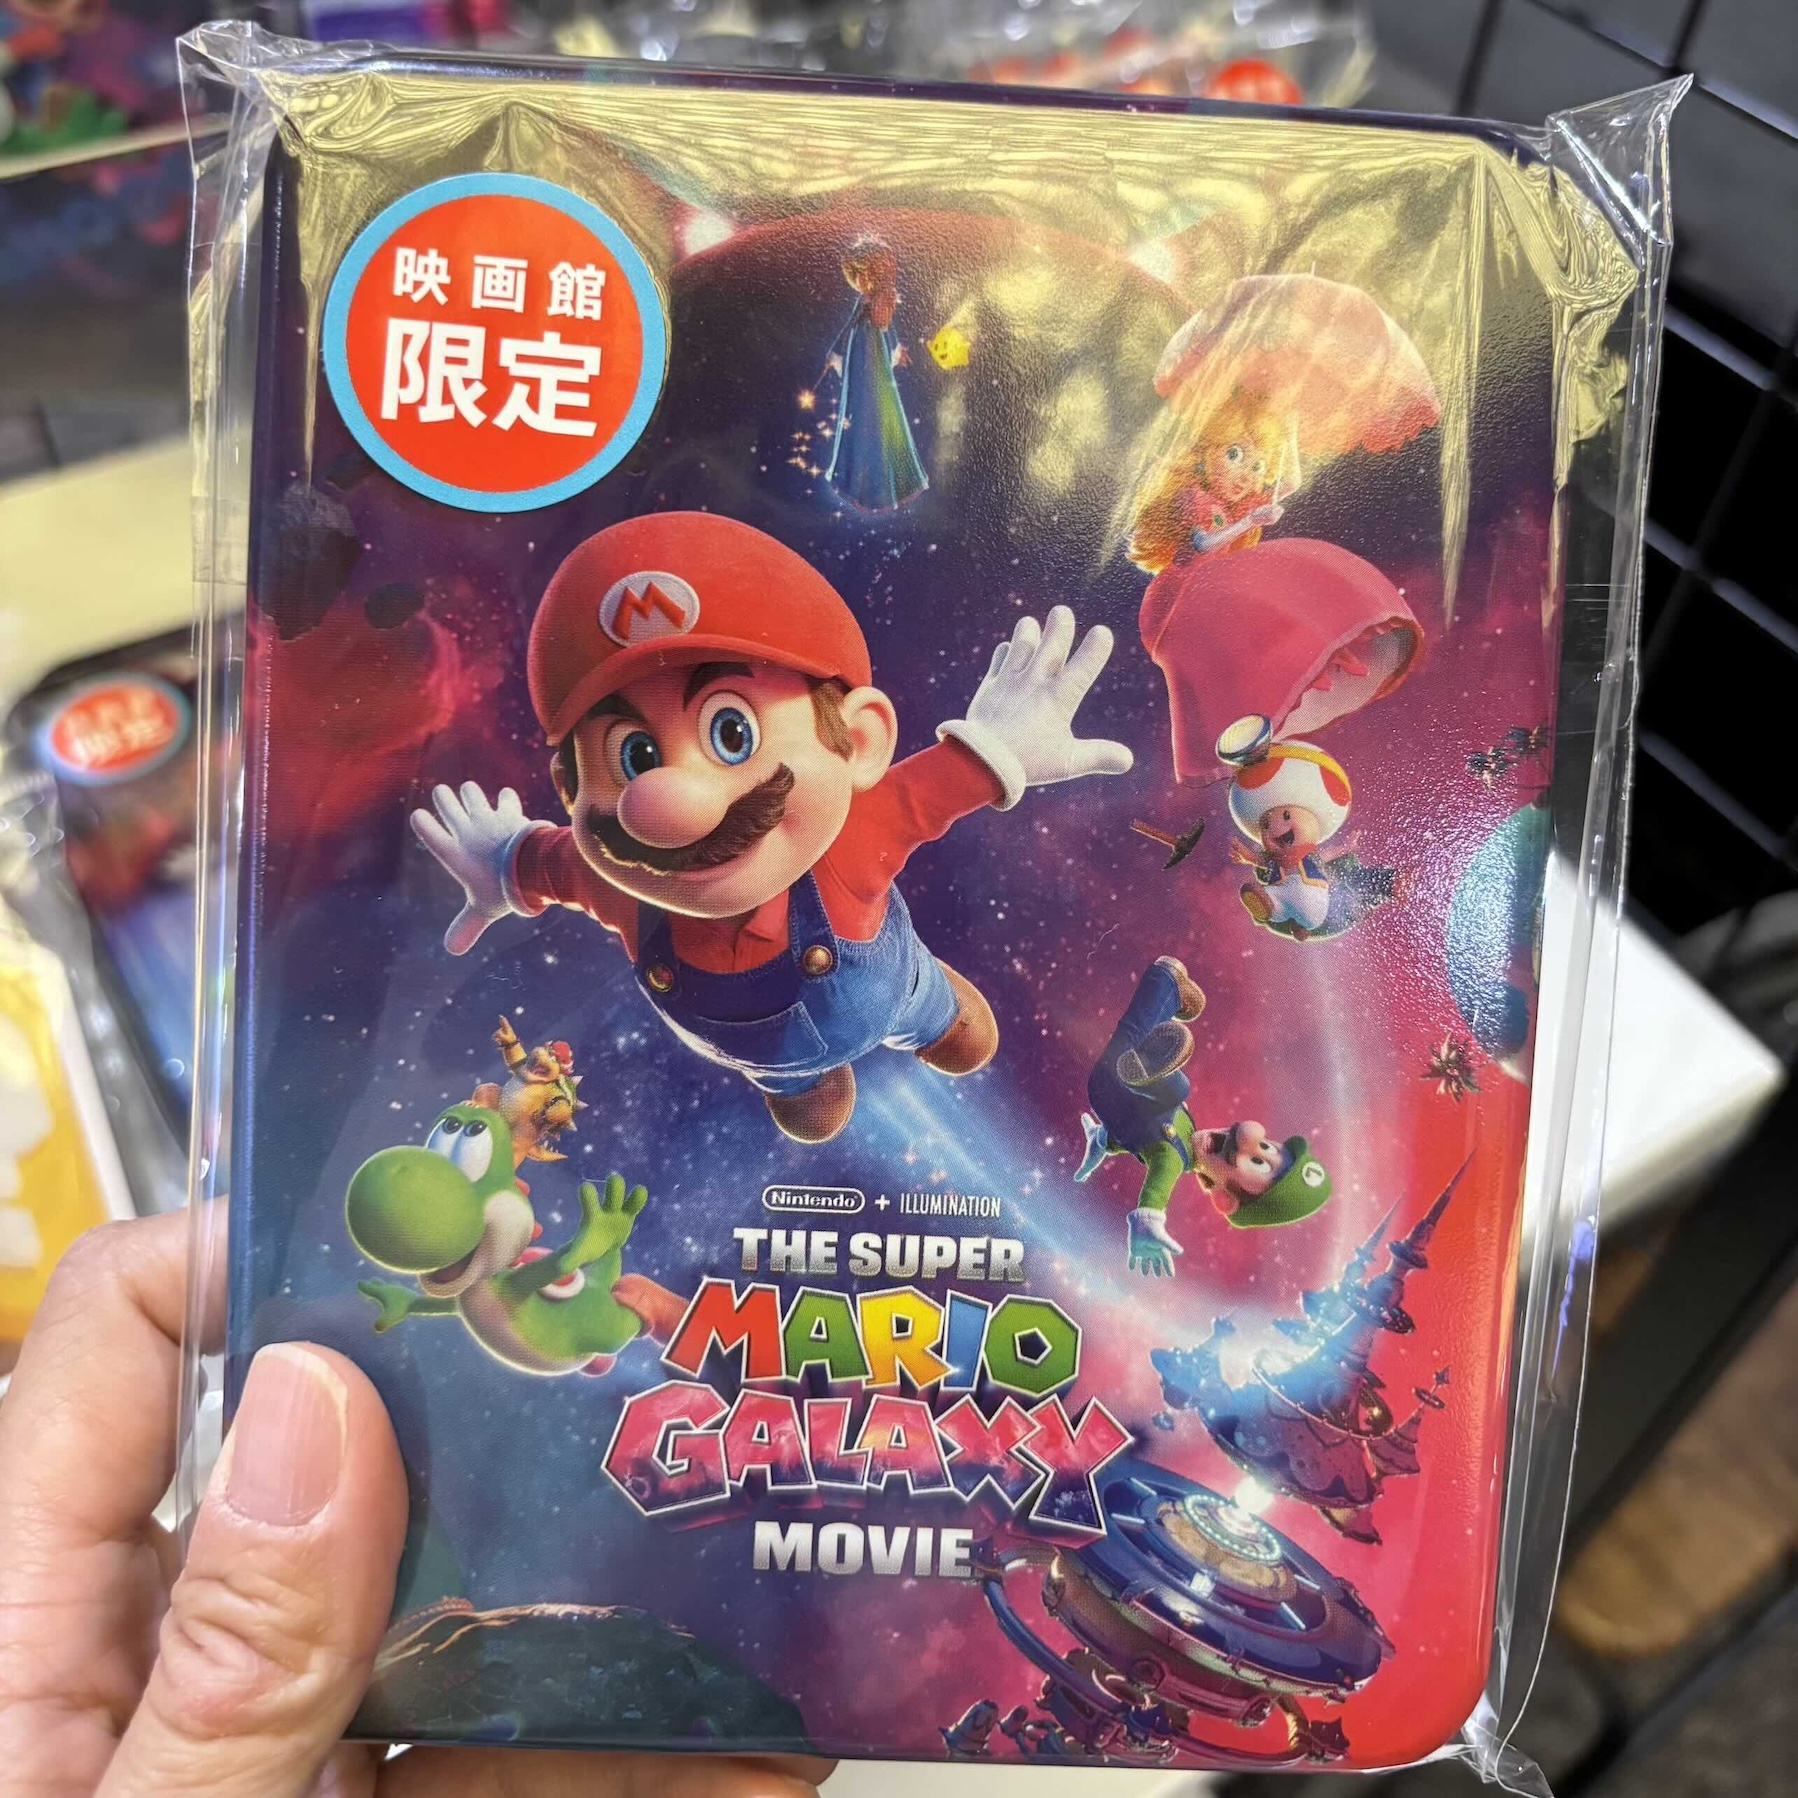 映画館
限定
M
L
Nintendo + ILLUMINATION
THE SUPER
MARIO
GALAXY
MOVIE